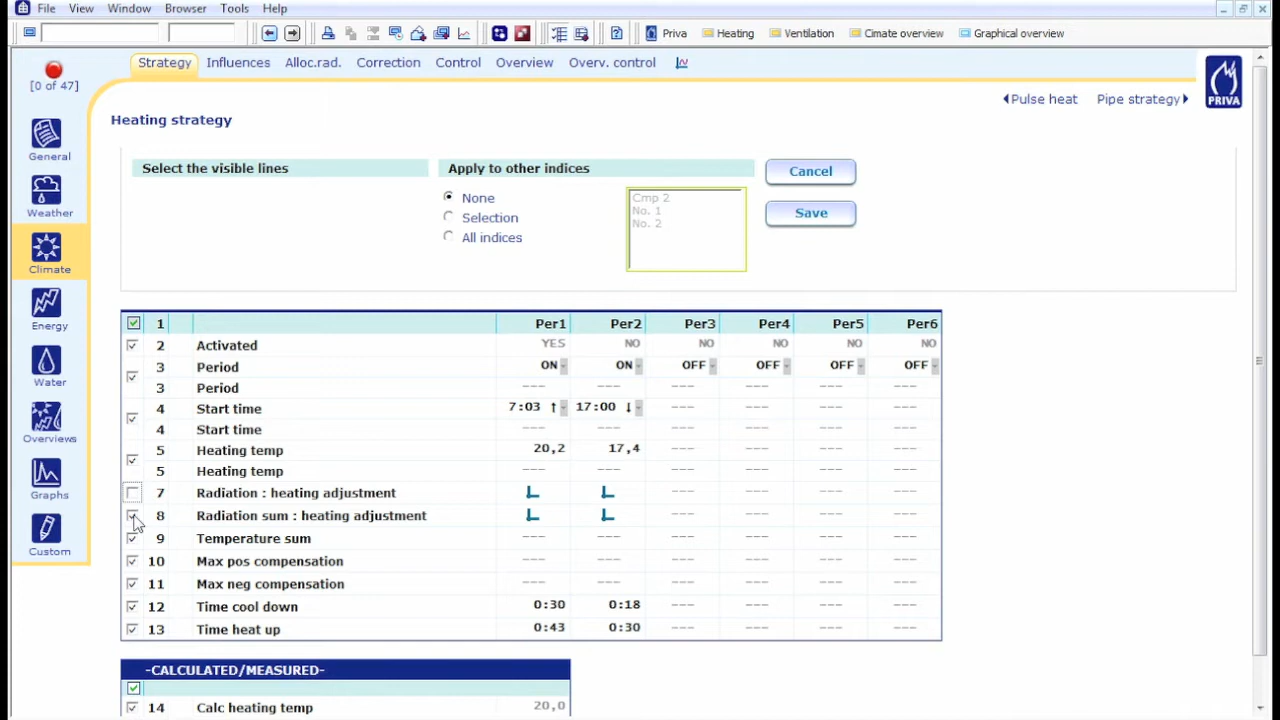 File View Window Browser Tools Help
Priva Heating Ventilation Cimate overview Graphical overview
[0 of 47]
Strategy Influences Alloc.rad. Correction Control Overview Overv. control
Pulse heat Pipe strategy
PRIVA
Heating strategy
General
Weather
Climate
Energy
Water
Overviews
Graphs
Custom
Select the visible lines
Apply to other indices
None
Selection
All indices
Cmp 2
No. 1
No. 2
Cancel
Save
1 Per1 Per2 Per3 Per4 Per5 Per6
2 Activated YES NO NO NO NO NO
3 Period ON ON OFF OFF OFF OFF
3 Period --- --- --- --- --- ---
4 Start time 7:03 ↑ 17:00 ↓ --- --- --- ---
4 Start time --- --- --- --- --- ---
5 Heating temp 20,2 17,4 --- --- --- ---
5 Heating temp --- --- --- --- --- ---
7 Radiation : heating adjustment --- --- --- ---
8 Radiation sum : heating adjustment --- --- --- ---
9 Temperature sum --- --- --- --- --- ---
10 Max pos compensation --- --- --- --- --- ---
11 Max neg compensation --- --- --- --- --- ---
12 Time cool down 0:30 0:18 --- --- --- ---
13 Time heat up 0:43 0:30 --- --- --- ---
-CALCULATED/MEASURED-
14 Calc heating temp 20,0